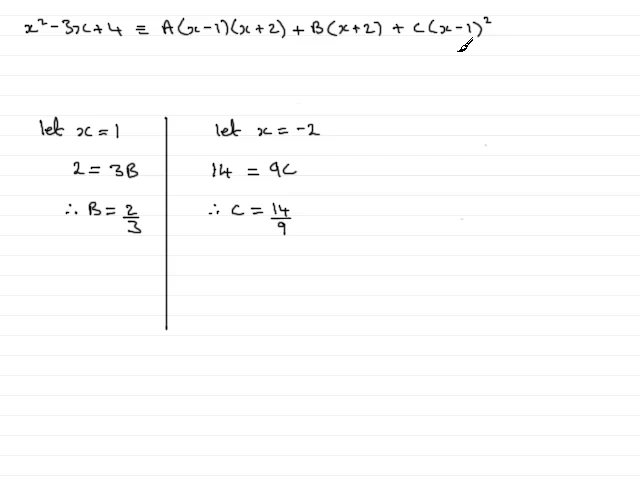 x² - 3x + 4 ≡ A(x-1)(x+2) + B(x+2) + C(x-1)²
let x = 1
2 = 3B
∴ B = 2/3
let x = -2
14 = 9C
∴ C = 14/9